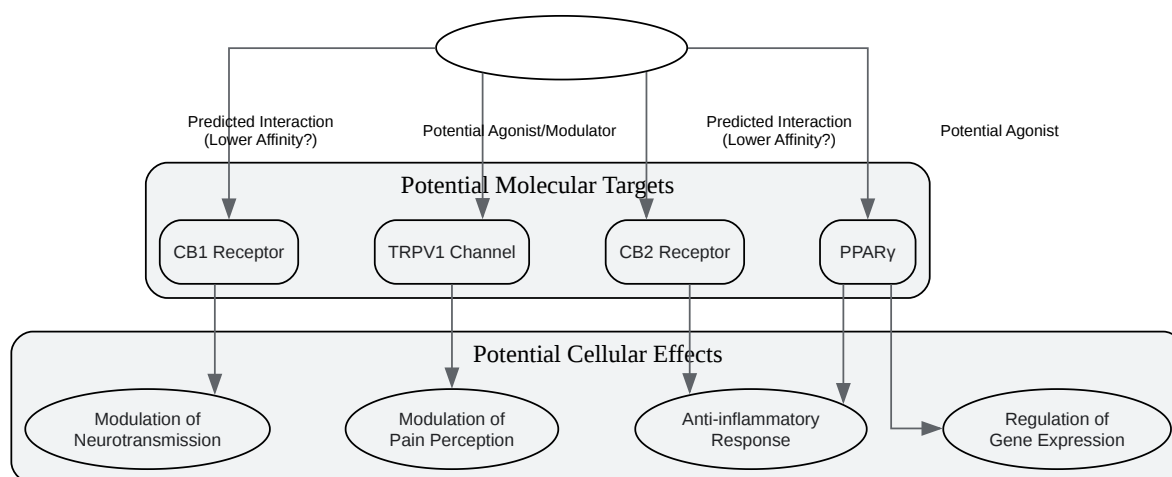 Predicted Interaction
(Lower Affinity?)
Potential Agonist/Modulator
Predicted Interaction
(Lower Affinity?)
Potential Agonist
Potential Molecular Targets
CB1 Receptor
TRPV1 Channel
CB2 Receptor
PPARγ
Potential Cellular Effects
Modulation of
Neurotransmission
Modulation of
Pain Perception
Anti-inflammatory
Response
Regulation of
Gene Expression